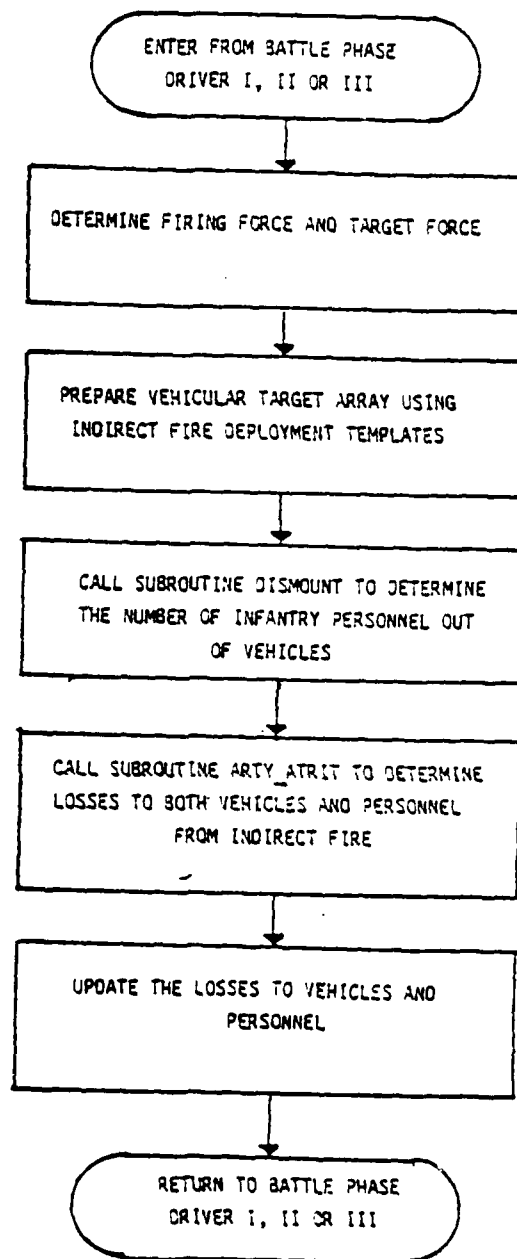 ENTER FROM BATTLE PHASE
DRIVER I, II OR III
DETERMINE FIRING FORCE AND TARGET FORCE
PREPARE VEHICULAR TARGET ARRAY USING
INDIRECT FIRE DEPLOYMENT TEMPLATES
CALL SUBROUTINE DISMOUNT TO DETERMINE
THE NUMBER OF INFANTRY PERSONNEL OUT
OF VEHICLES
CALL SUBROUTINE ARTY_ATRIT TO DETERMINE
LOSSES TO BOTH VEHICLES AND PERSONNEL
FROM INDIRECT FIRE
UPDATE THE LOSSES TO VEHICLES AND
PERSONNEL
RETURN TO BATTLE PHASE
DRIVER I, II OR III